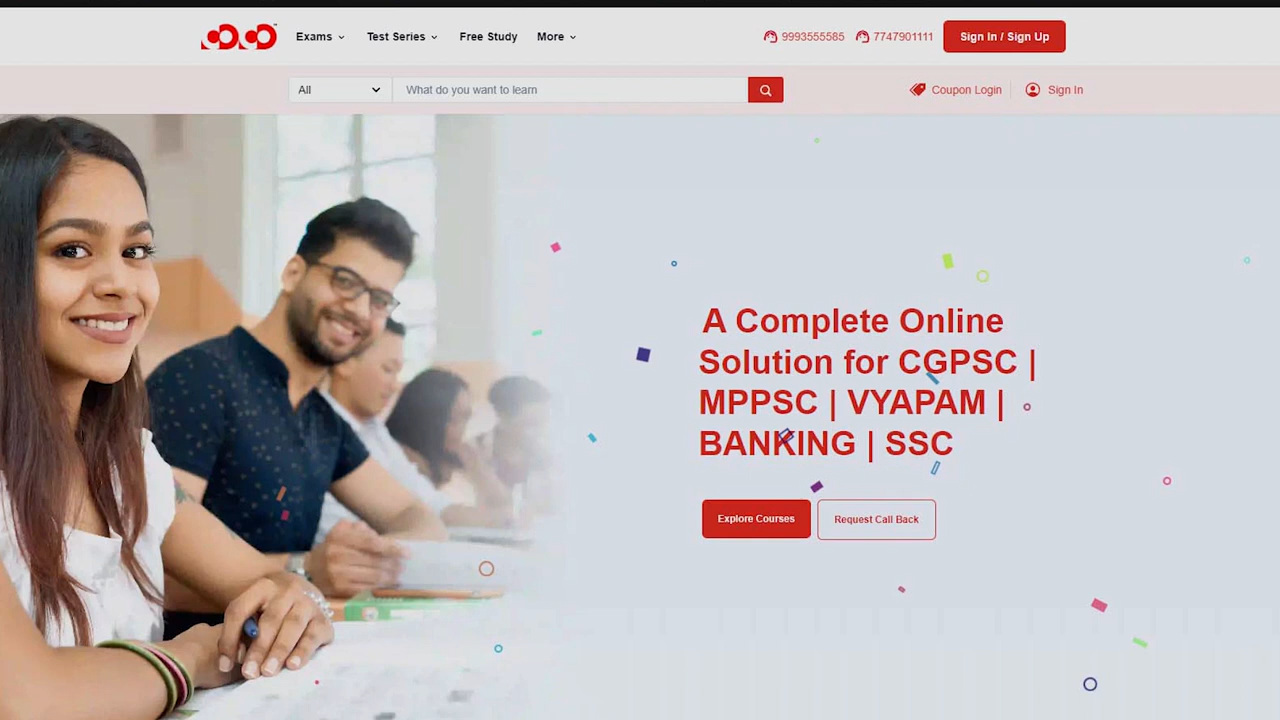 Exams
Test Series
Free Study
More
9993555585
7747901111
Sign In / Sign Up
All
What do you want to learn
Coupon Login
Sign In
A Complete Online
Solution for CGPSC |
MPPSC | VYAPAM |
BANKING | SSC
Explore Courses
Request Call Back